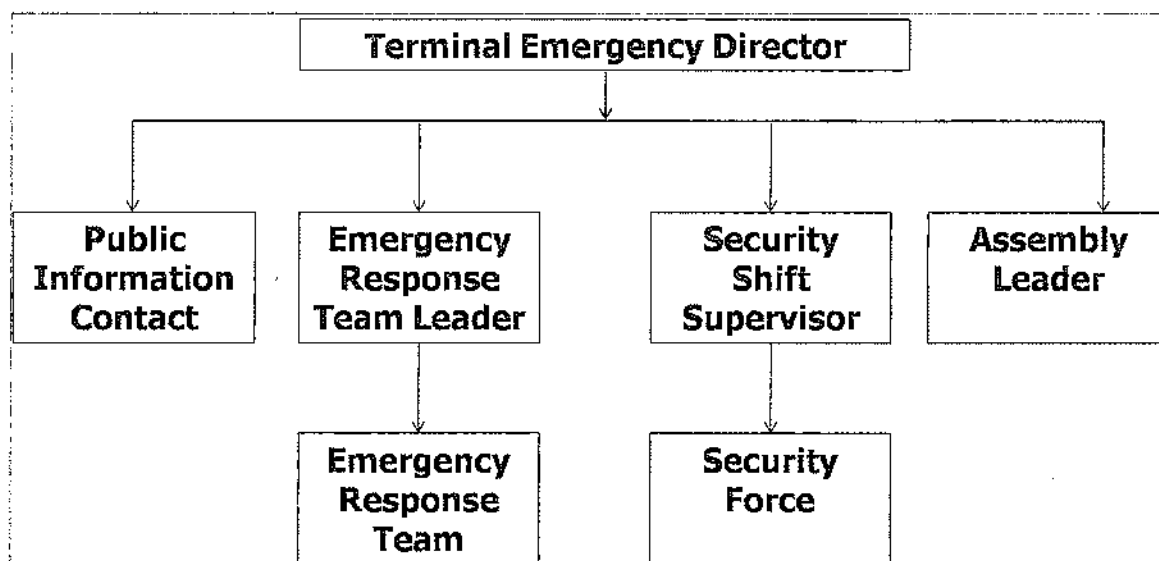 Terminal Emergency Director
Public
Information
Contact
Emergency
Response
Team Leader
Security
Shift
Supervisor
Assembly
Leader
Emergency
Response
Team
Security
Force